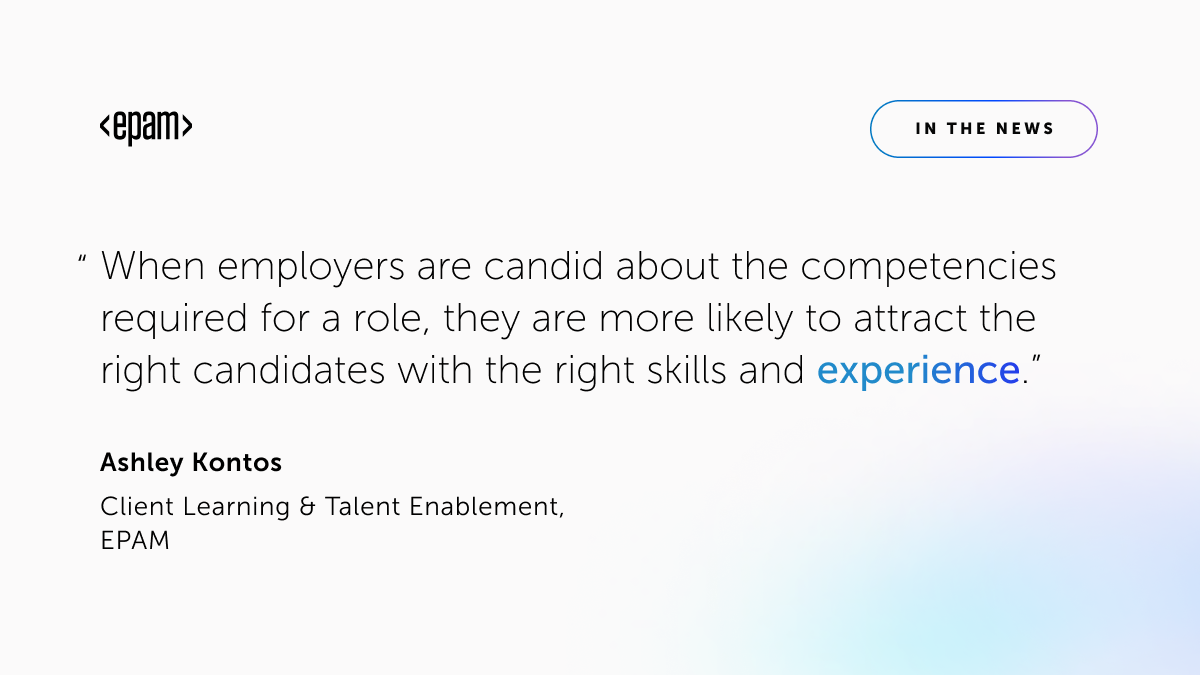 <epam>
IN THE NEWS
“ When employers are candid about the competencies
required for a role, they are more likely to attract the
right candidates with the right skills and experience.”
Ashley Kontos
Client Learning & Talent Enablement,
EPAM